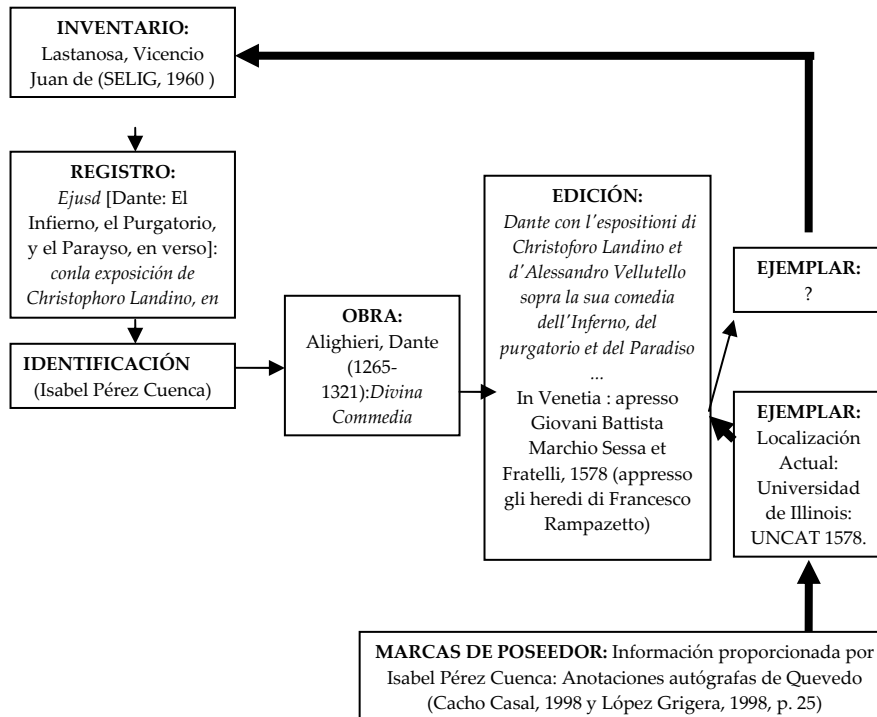 INVENTARIO:
Lastanosa, Vicencio
Juan de (SELIG, 1960 )
REGISTRO:
Ejusd [Dante: El
Infierno, el Purgatorio,
y el Parayso, en verso]:
conla exposición de
Christophoro Landino, en
IDENTIFICACIÓN
(Isabel Pérez Cuenca)
OBRA:
Alighieri, Dante
(1265-
1321):Divina
Commedia
EDICIÓN:
Dante con l'espositioni di
Christoforo Landino et
d'Alessandro Vellutello
sopra la sua comedia
dell'Inferno, del
purgatorio et del Paradiso
...
In Venetia : apresso
Giovani Battista
Marchio Sessa et
Fratelli, 1578 (appresso
gli heredi di Francesco
Rampazetto)
EJEMPLAR:
?
EJEMPLAR:
Localización
Actual:
Universidad
de Illinois:
UNCAT 1578.
MARCAS DE POSEEDOR: Información proporcionada por
Isabel Pérez Cuenca: Anotaciones autógrafas de Quevedo
(Cacho Casal, 1998 y López Grigera, 1998, p. 25)